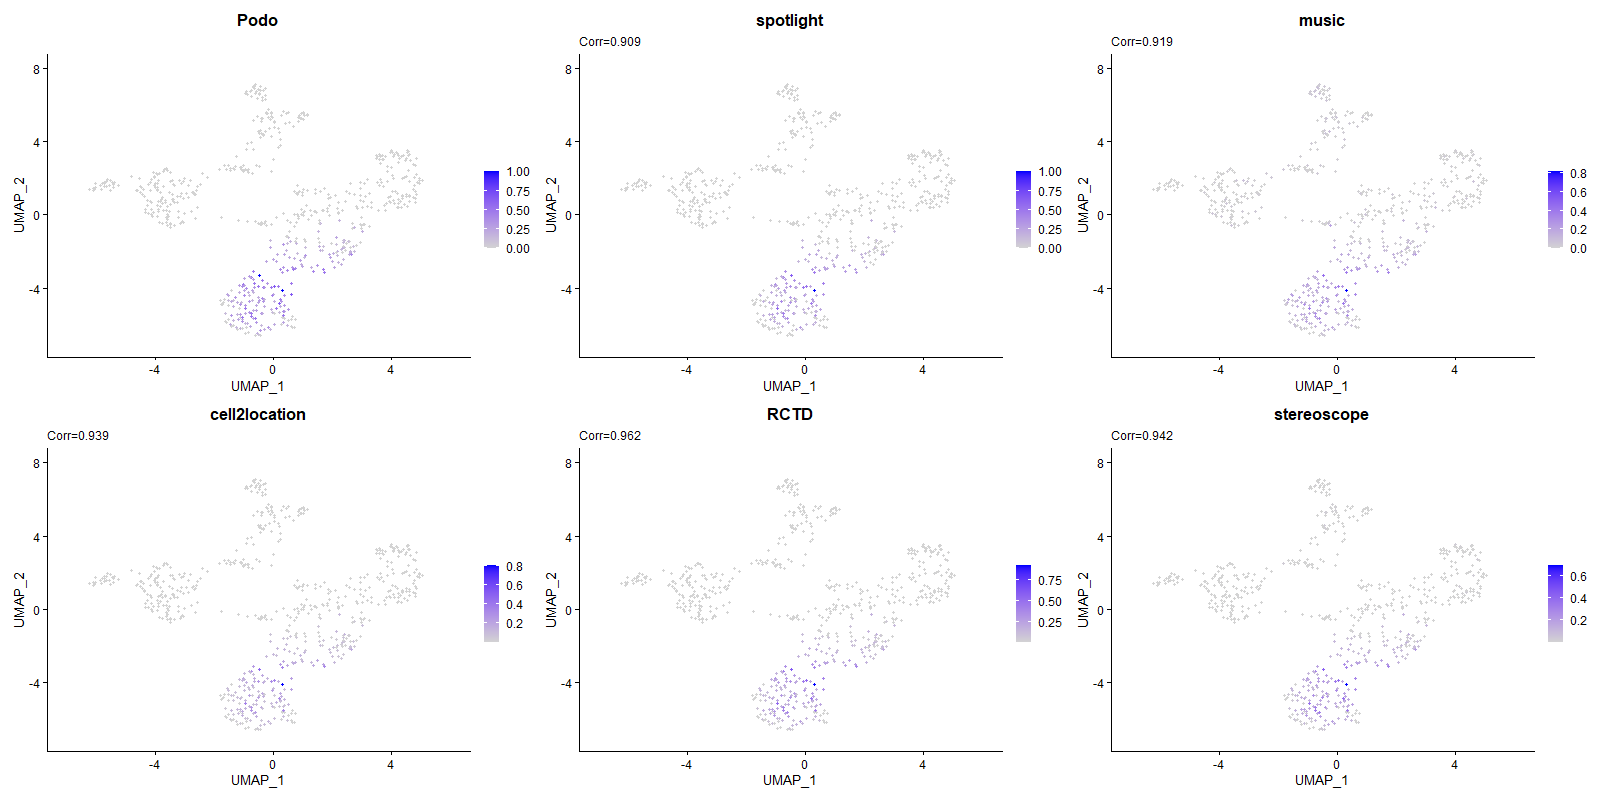 Podo
8
4
0
-4
UMAP_2
-4
0
4
UMAP_1
1.00
0.75
0.50
0.25
0.00
spotlight
Corr=0.909
8
4
0
-4
UMAP_2
-4
0
4
UMAP_1
1.00
0.75
0.50
0.25
0.00
music
Corr=0.919
8
4
0
-4
UMAP_2
-4
0
4
UMAP_1
0.8
0.6
0.4
0.2
0.0
cell2location
Corr=0.939
8
4
0
-4
UMAP_2
-4
0
4
UMAP_1
0.8
0.6
0.4
0.2
RCTD
Corr=0.962
8
4
0
-4
UMAP_2
-4
0
4
UMAP_1
0.75
0.50
0.25
stereoscope
Corr=0.942
8
4
0
-4
UMAP_2
-4
0
4
UMAP_1
0.6
0.4
0.2